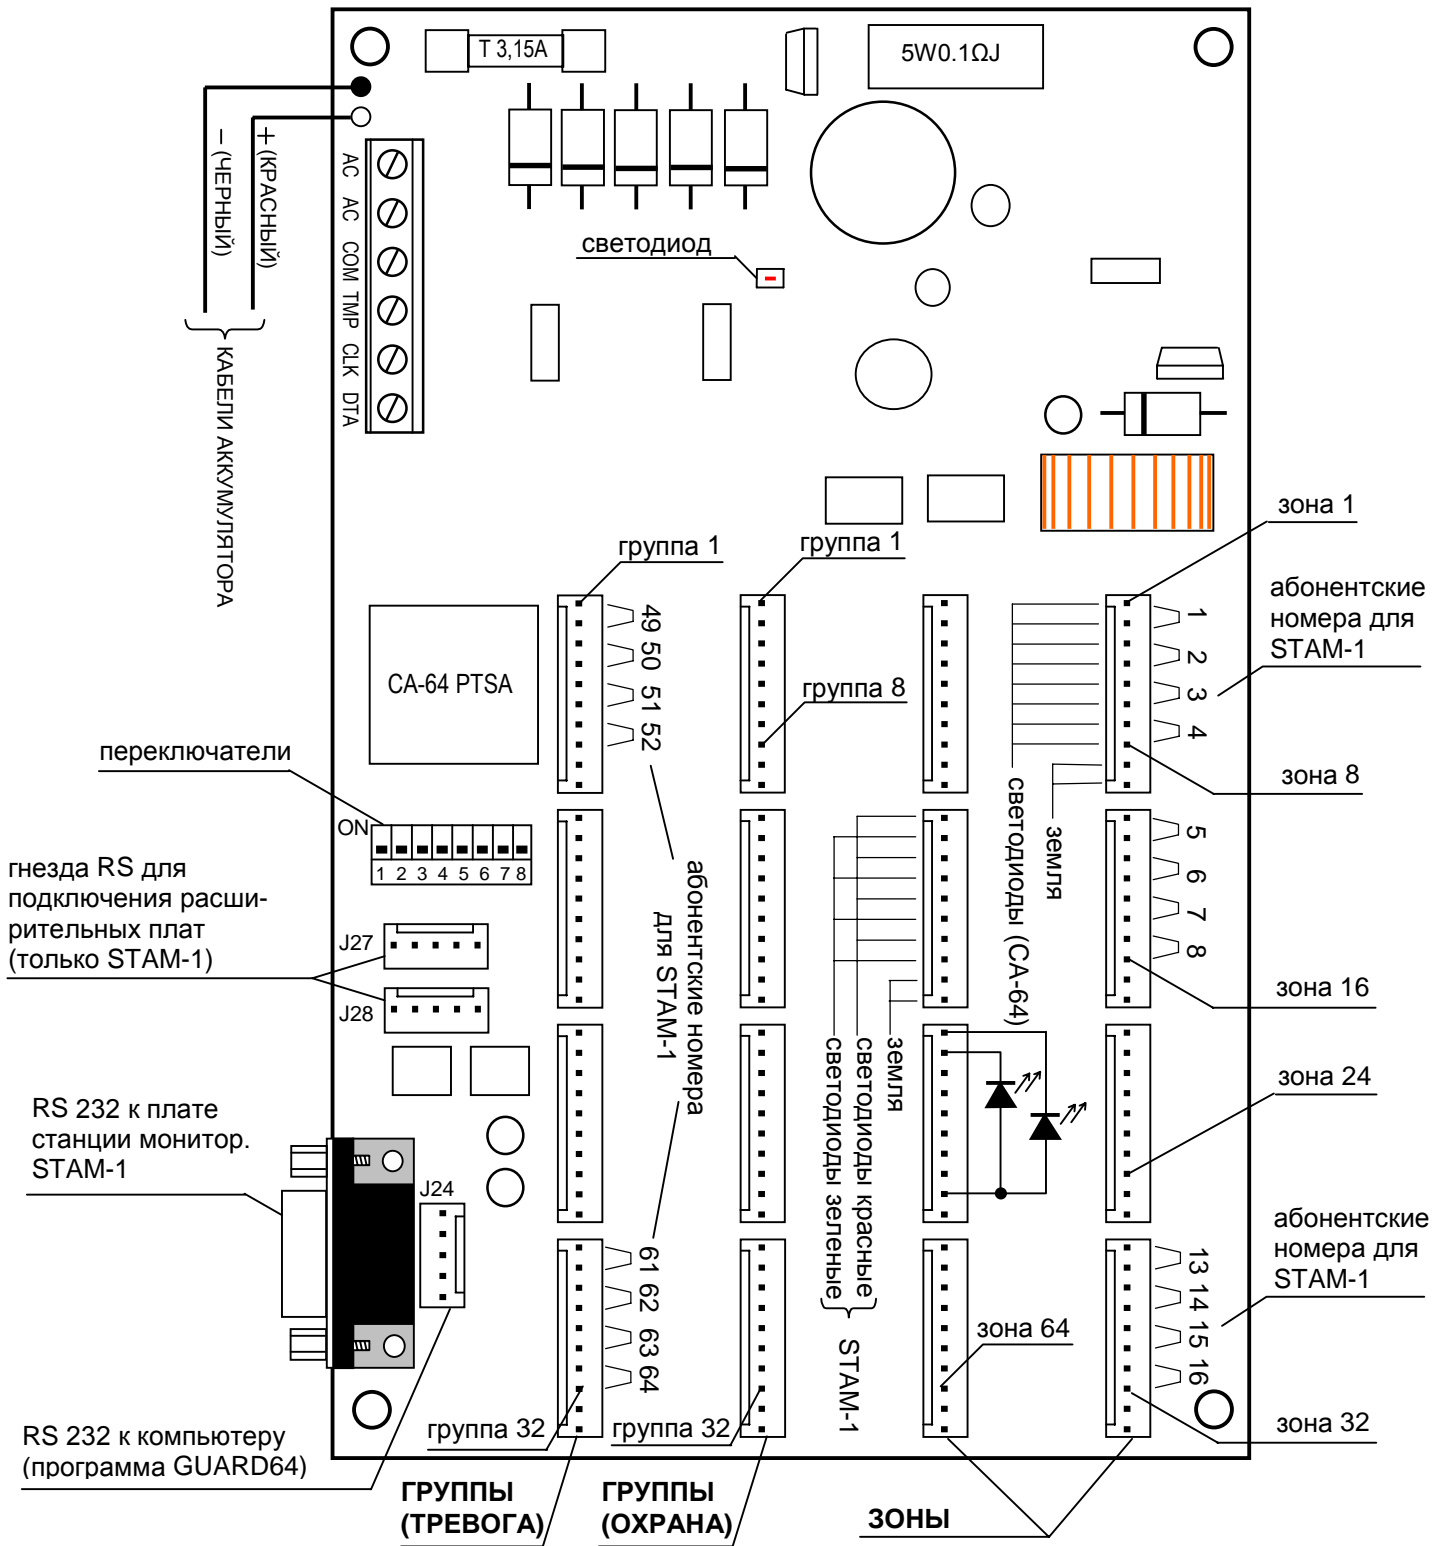 T 3,15A
5W0.1ΩJ
− (ЧЕРНЫЙ)
+ (КРАСНЫЙ)
КАБЕЛИ АККУМУЛЯТОРА
AC
AC
COM
TMP
CLK
DTA
светодиод
зона 1
группа 1
группа 1
абонентские
номера для
STAM-1
CA-64 PTSA
49
50
51
52
группа 8
1
2
3
4
переключатели
зона 8
светодиоды (CA-64)
земля
ON
1 2 3 4 5 6 7 8
гнезда RS для
подключения расши-
рительных плат
(только STAM-1)
J27
J28
абонентские номера
для STAM-1
5
6
7
8
зона 16
земля
светодиоды красные
светодиоды зеленые
STAM-1
зона 24
RS 232 к плате
станции монитор.
STAM-1
J24
абонентские
номера для
STAM-1
61
62
63
64
13
14
15
16
зона 64
группа 32
группа 32
зона 32
RS 232 к компьютеру
(программа GUARD64)
ГРУППЫ
(ТРЕВОГА)
ГРУППЫ
(ОХРАНА)
ЗОНЫ